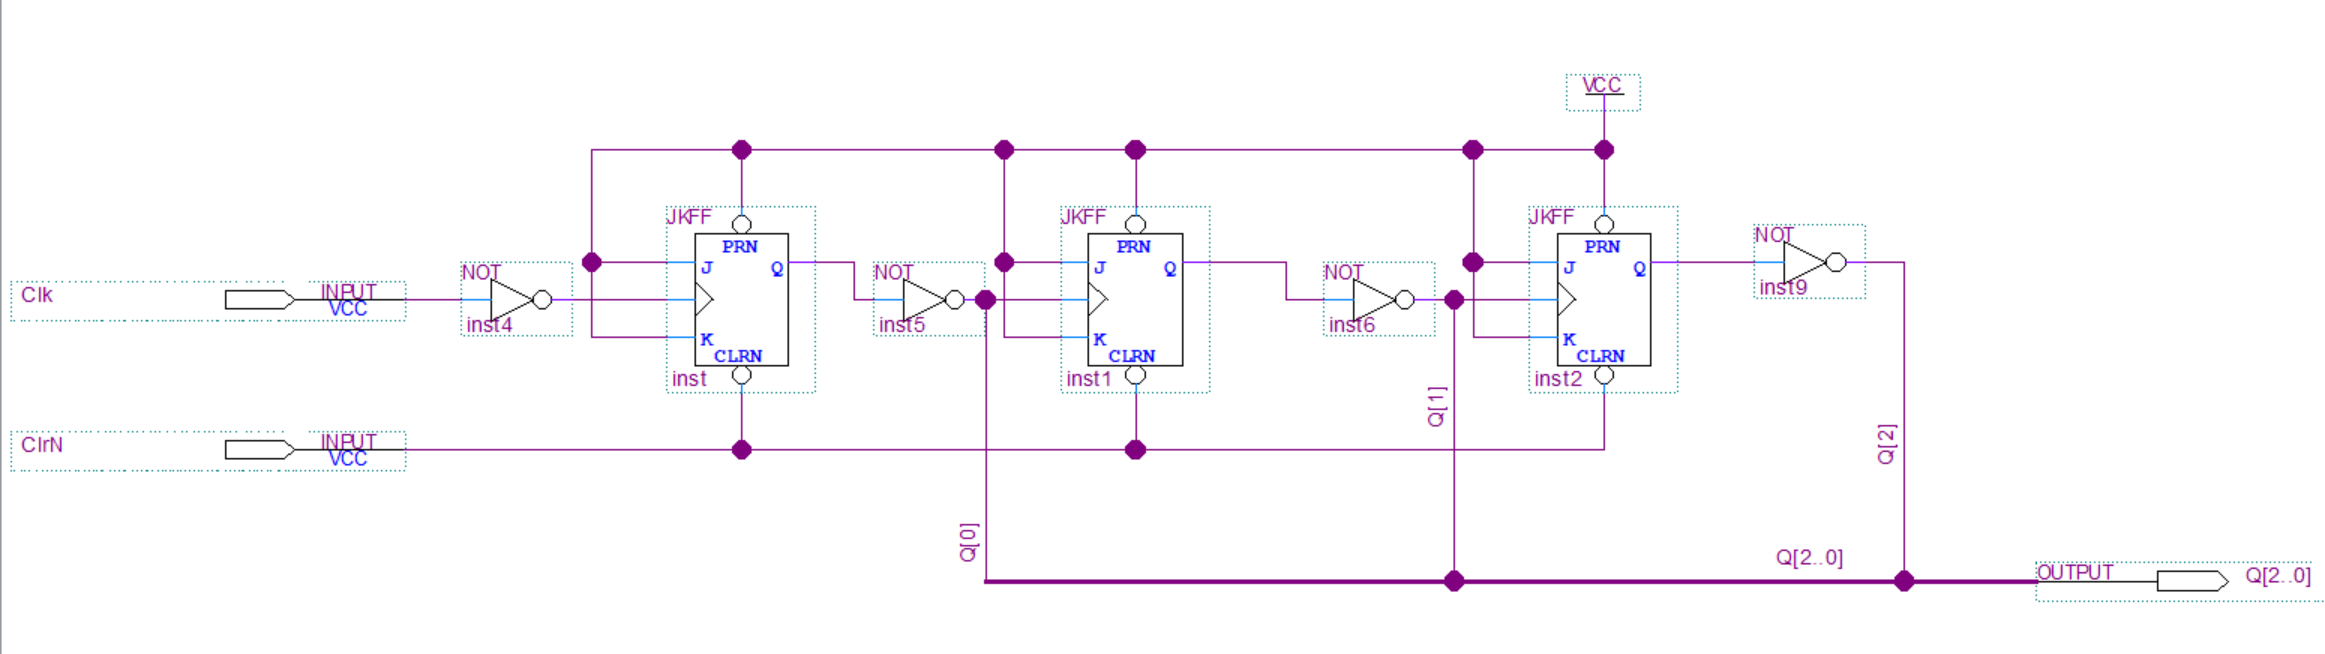 VCC
JKFF
PRN
J
Q
K
CLRN
inst
JKFF
PRN
J
Q
K
CLRN
inst1
JKFF
PRN
J
Q
K
CLRN
inst2
NOT
inst9
Clk
INPUT
VCC
NOT
inst4
NOT
inst5
NOT
inst6
ClrN
INPUT
VCC
Q[0]
Q[1]
Q[2]
Q[2..0]
OUTPUT
Q[2..0]